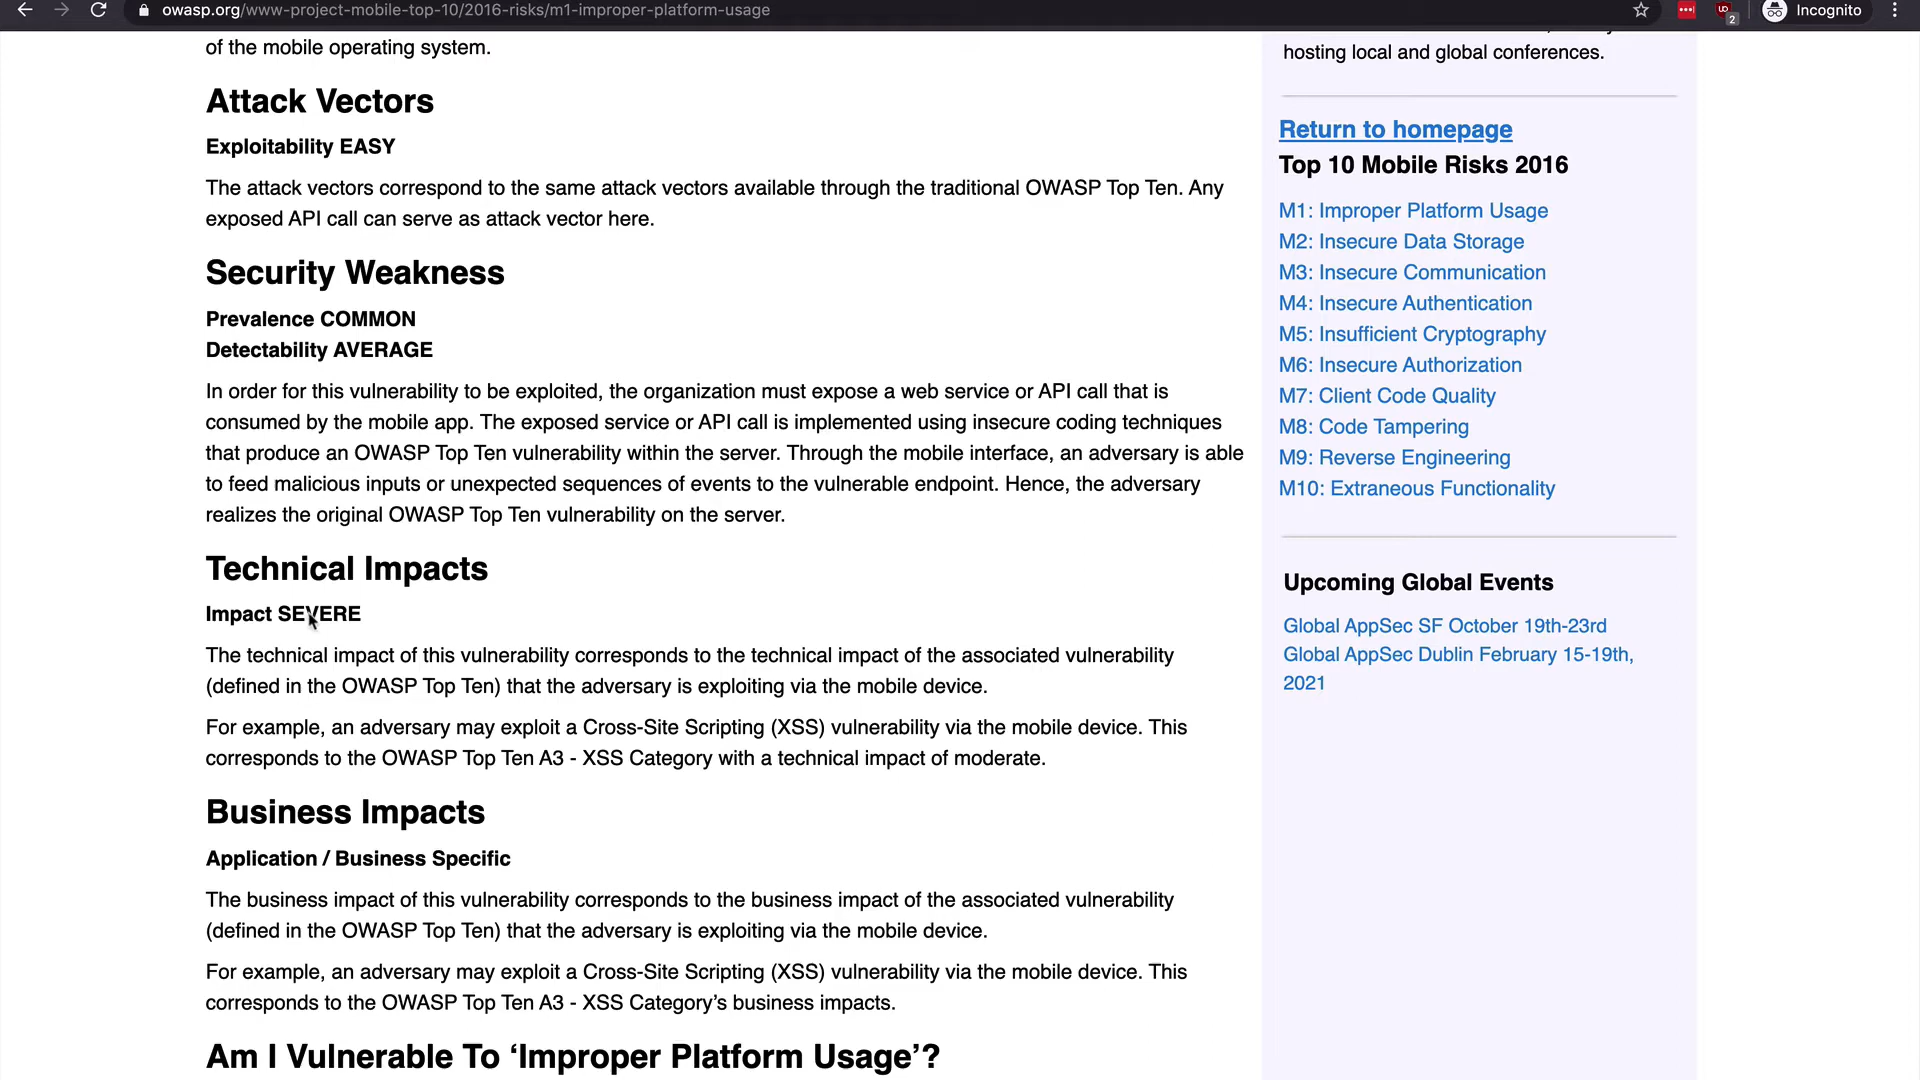 owasp.org/www-project-mobile-top-10/2016-risks/m1-improper-platform-usage
2
Incognito
of the mobile operating system.
Attack Vectors
Exploitability EASY
The attack vectors correspond to the same attack vectors available through the traditional OWASP Top Ten. Any
exposed API call can serve as attack vector here.
Security Weakness
Prevalence COMMON
Detectability AVERAGE
In order for this vulnerability to be exploited, the organization must expose a web service or API call that is
consumed by the mobile app. The exposed service or API call is implemented using insecure coding techniques
that produce an OWASP Top Ten vulnerability within the server. Through the mobile interface, an adversary is able
to feed malicious inputs or unexpected sequences of events to the vulnerable endpoint. Hence, the adversary
realizes the original OWASP Top Ten vulnerability on the server.
Technical Impacts
Impact SEVERE
The technical impact of this vulnerability corresponds to the technical impact of the associated vulnerability
(defined in the OWASP Top Ten) that the adversary is exploiting via the mobile device.
For example, an adversary may exploit a Cross-Site Scripting (XSS) vulnerability via the mobile device. This
corresponds to the OWASP Top Ten A3 - XSS Category with a technical impact of moderate.
Business Impacts
Application / Business Specific
The business impact of this vulnerability corresponds to the business impact of the associated vulnerability
(defined in the OWASP Top Ten) that the adversary is exploiting via the mobile device.
For example, an adversary may exploit a Cross-Site Scripting (XSS) vulnerability via the mobile device. This
corresponds to the OWASP Top Ten A3 - XSS Category’s business impacts.
Am I Vulnerable To ‘Improper Platform Usage’?
hosting local and global conferences.
Return to homepage
Top 10 Mobile Risks 2016
M1: Improper Platform Usage
M2: Insecure Data Storage
M3: Insecure Communication
M4: Insecure Authentication
M5: Insufficient Cryptography
M6: Insecure Authorization
M7: Client Code Quality
M8: Code Tampering
M9: Reverse Engineering
M10: Extraneous Functionality
Upcoming Global Events
Global AppSec SF October 19th-23rd
Global AppSec Dublin February 15-19th,
2021